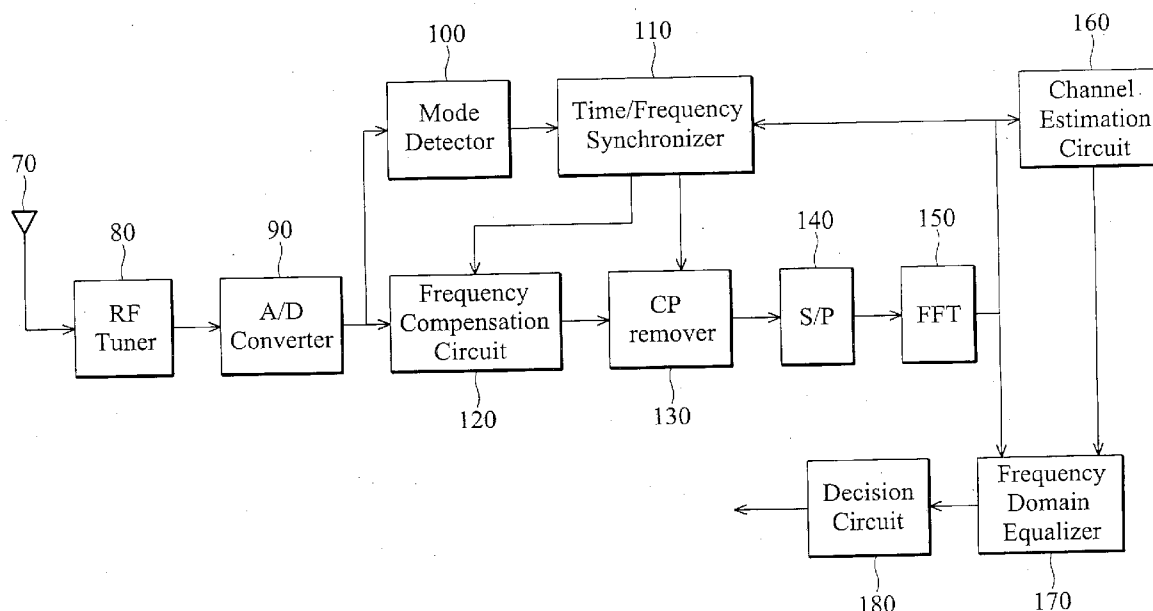 100
110
160
Mode
Detector
Time/Frequency
Synchronizer
Channel
Estimation
Circuit
70
80
90
140
150
RF
Tuner
A/D
Converter
Frequency
Compensation
Circuit
CP
remover
S/P
FFT
120
130
Decision
Circuit
Frequency
Domain
Equalizer
180
170